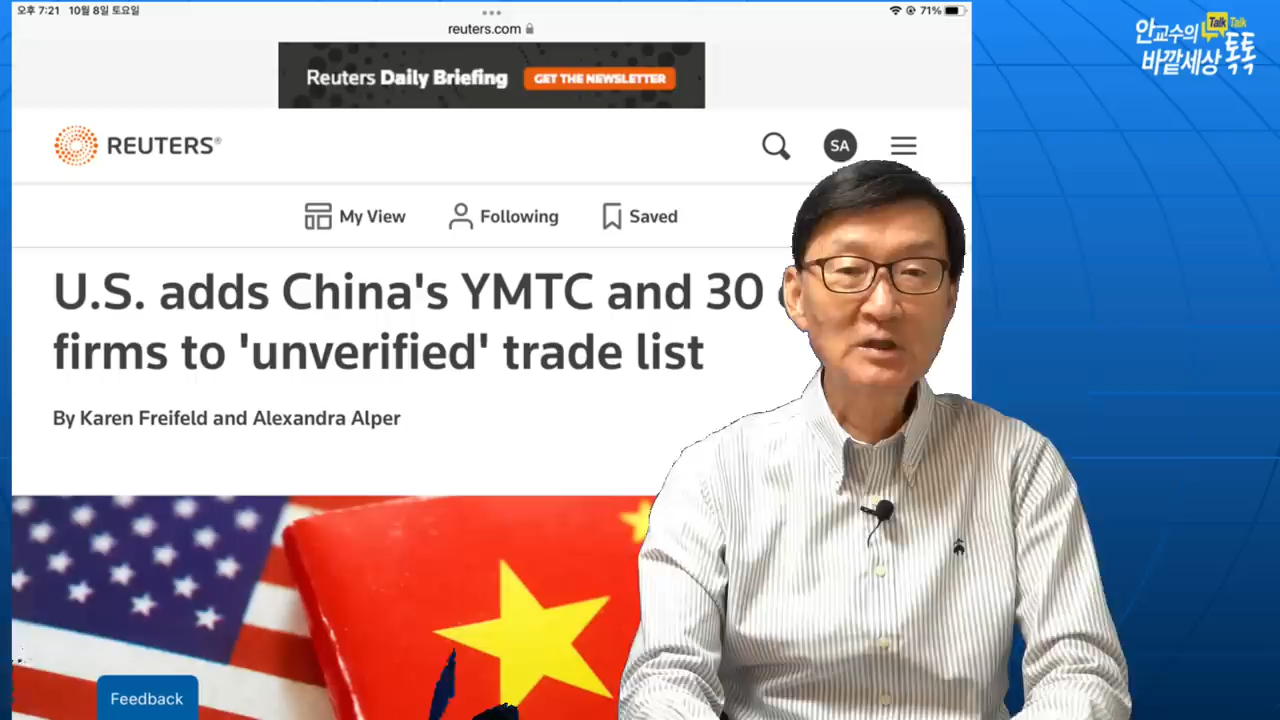 오후 7:21 10월 8일 토요일
71%
reuters.com
안교수의 Talk Talk
바깥세상 톡톡
Reuters Daily Briefing GET THE NEWSLETTER
REUTERS®
SA
My View Following Saved
U.S. adds China's YMTC and 30
firms to 'unverified' trade list
By Karen Freifeld and Alexandra Alper
Feedback